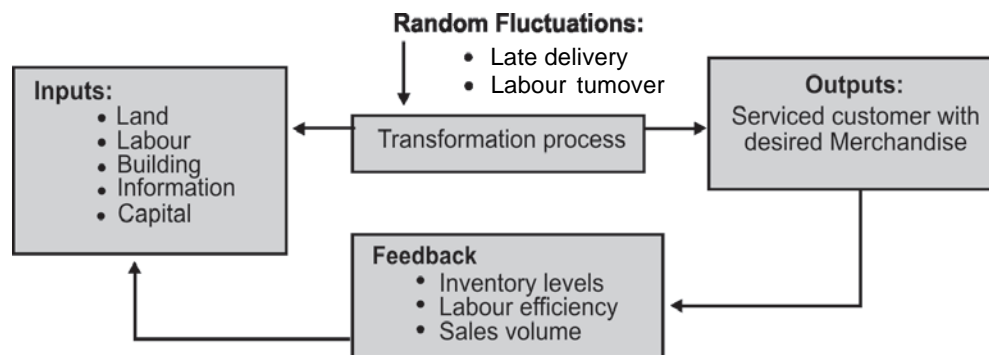 Random Fluctuations:
• Late delivery
• Labour tumover
Inputs:
• Land
• Labour
• Building
• Information
• Capital
Transformation process
Outputs:
Serviced customer with
desired Merchandise
Feedback
• Inventory levels
• Labour efficiency
• Sales volume